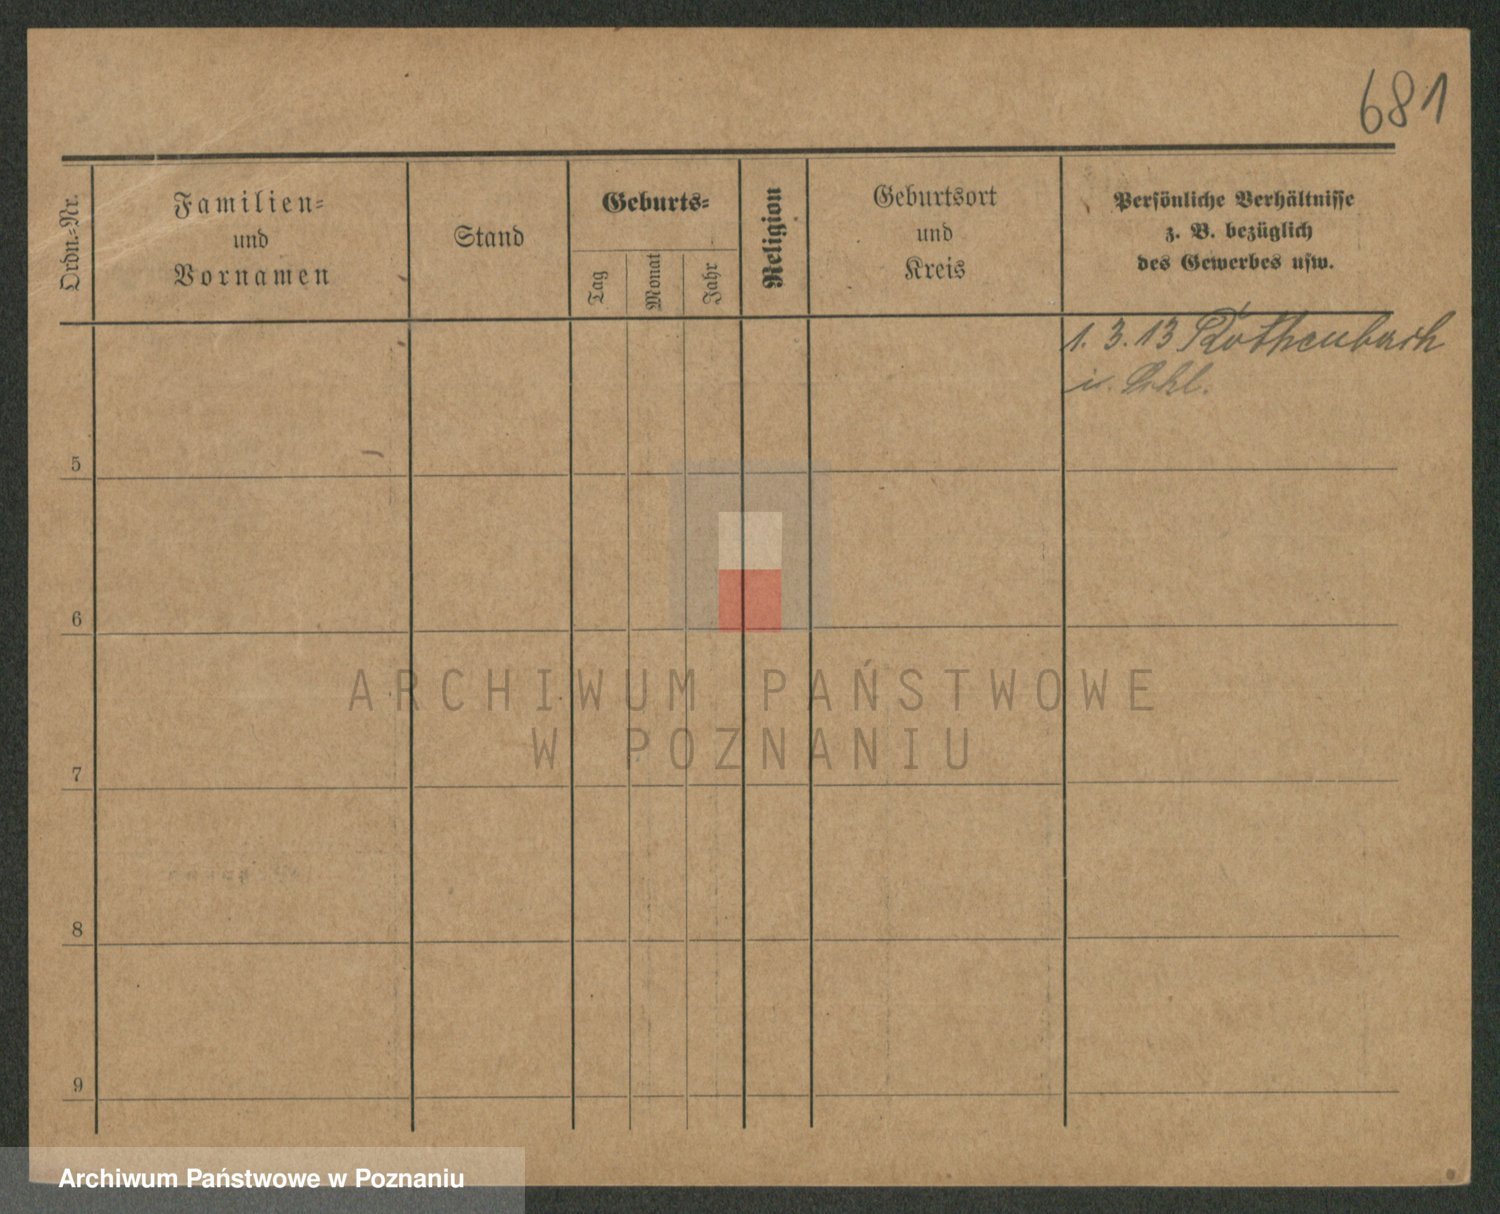 681
Ordn.-Nr.
Familien-
und
Vornamen
Stand
Geburts-
Tag
Monat
Jahr
Religion
Geburtsort
und
Kreis
Persönliche Verhältnisse
z. B. bezüglich
des Gewerbes usw.
1. 3. 13 Rothenbach
i. Schl.
5
6
7
8
9
ARCHIWUM PAŃSTWOWE
W POZNANIU
Archiwum Państwowe w Poznaniu